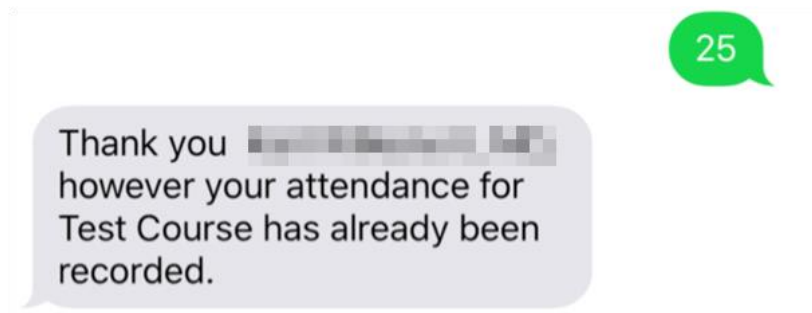 25
Thank you
however your attendance for
Test Course has already been
recorded.